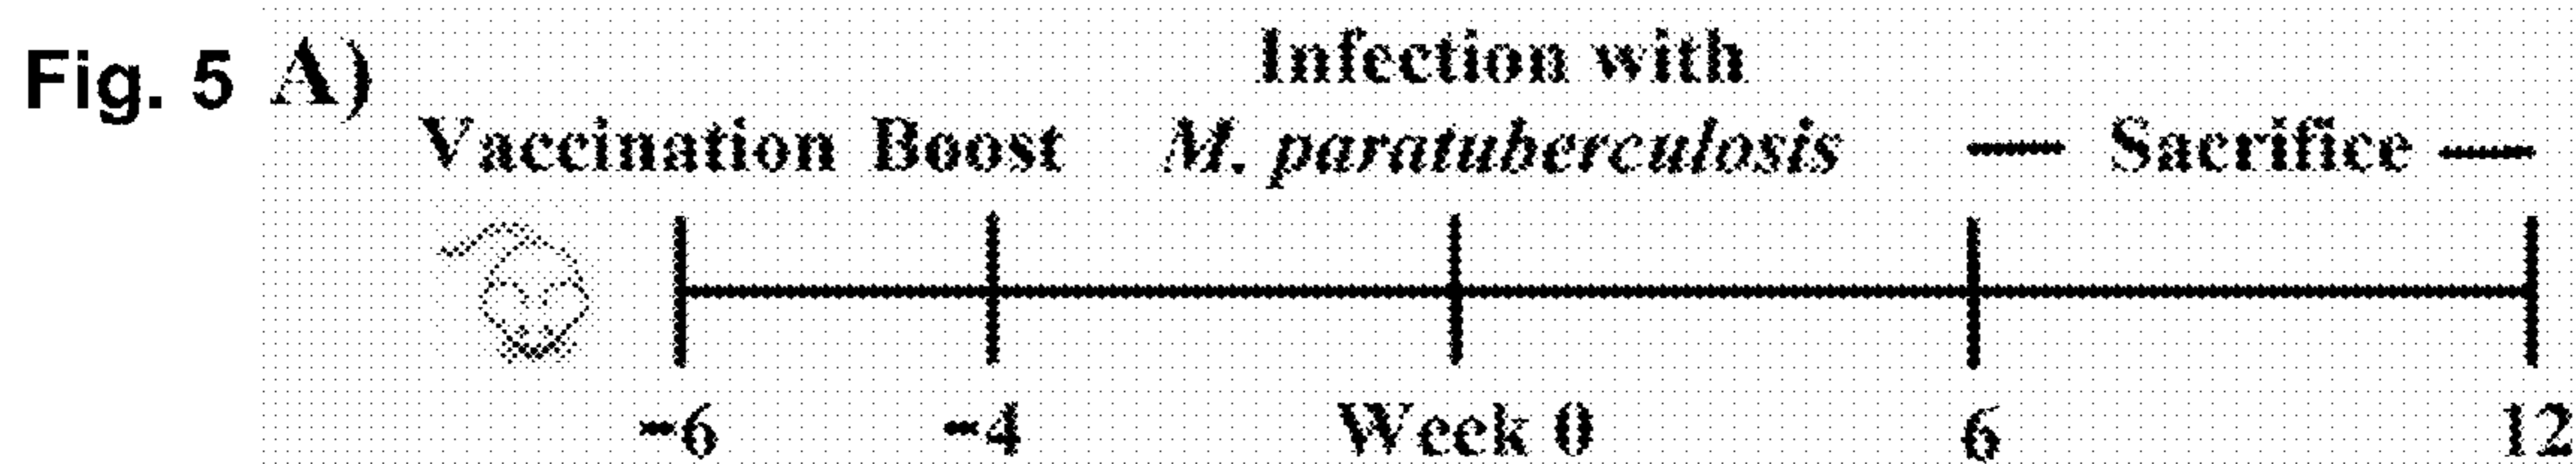 Fig. 5 A)
Infection with
Vaccination Boost M. paratuberculosis — Sacrifice —
-6 -4 Week 0 6 12